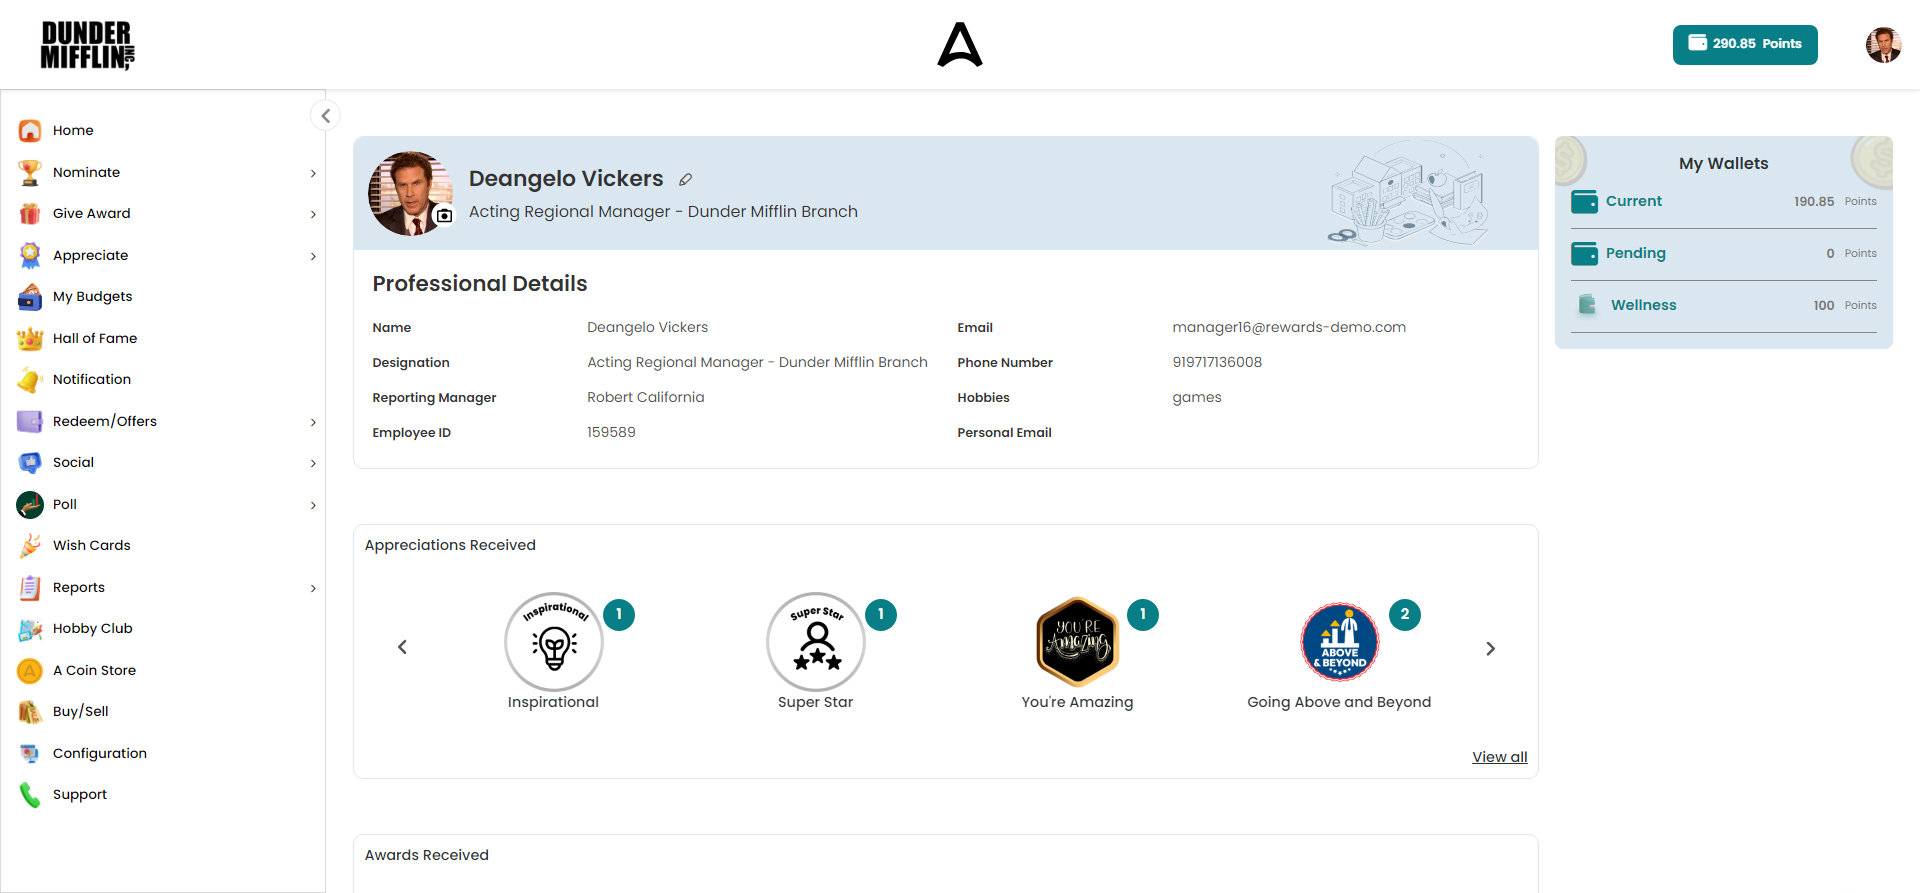 DUNDER
MIFFLIN INC,
290.85 Points
Home
Nominate
Give Award
Appreciate
My Budgets
Hall of Fame
Notification
Redeem/Offers
Social
Poll
Wish Cards
Reports
Hobby Club
A Coin Store
Buy/Sell
Configuration
Support
Deangelo Vickers
Acting Regional Manager - Dunder Mifflin Branch
Professional Details
Name Deangelo Vickers Email manager16@rewards-demo.com
Designation Acting Regional Manager - Dunder Mifflin Branch Phone Number 919717136008
Reporting Manager Robert California Hobbies games
Employee ID 159589 Personal Email
My Wallets
Current 190.85 Points
Pending 0 Points
Wellness 100 Points
Appreciations Received
Inspirational
1
Inspirational
Super Star
1
Super Star
YOU'RE
Amazing
1
You're Amazing
ABOVE
& BEYOND
2
Going Above and Beyond
View all
Awards Received